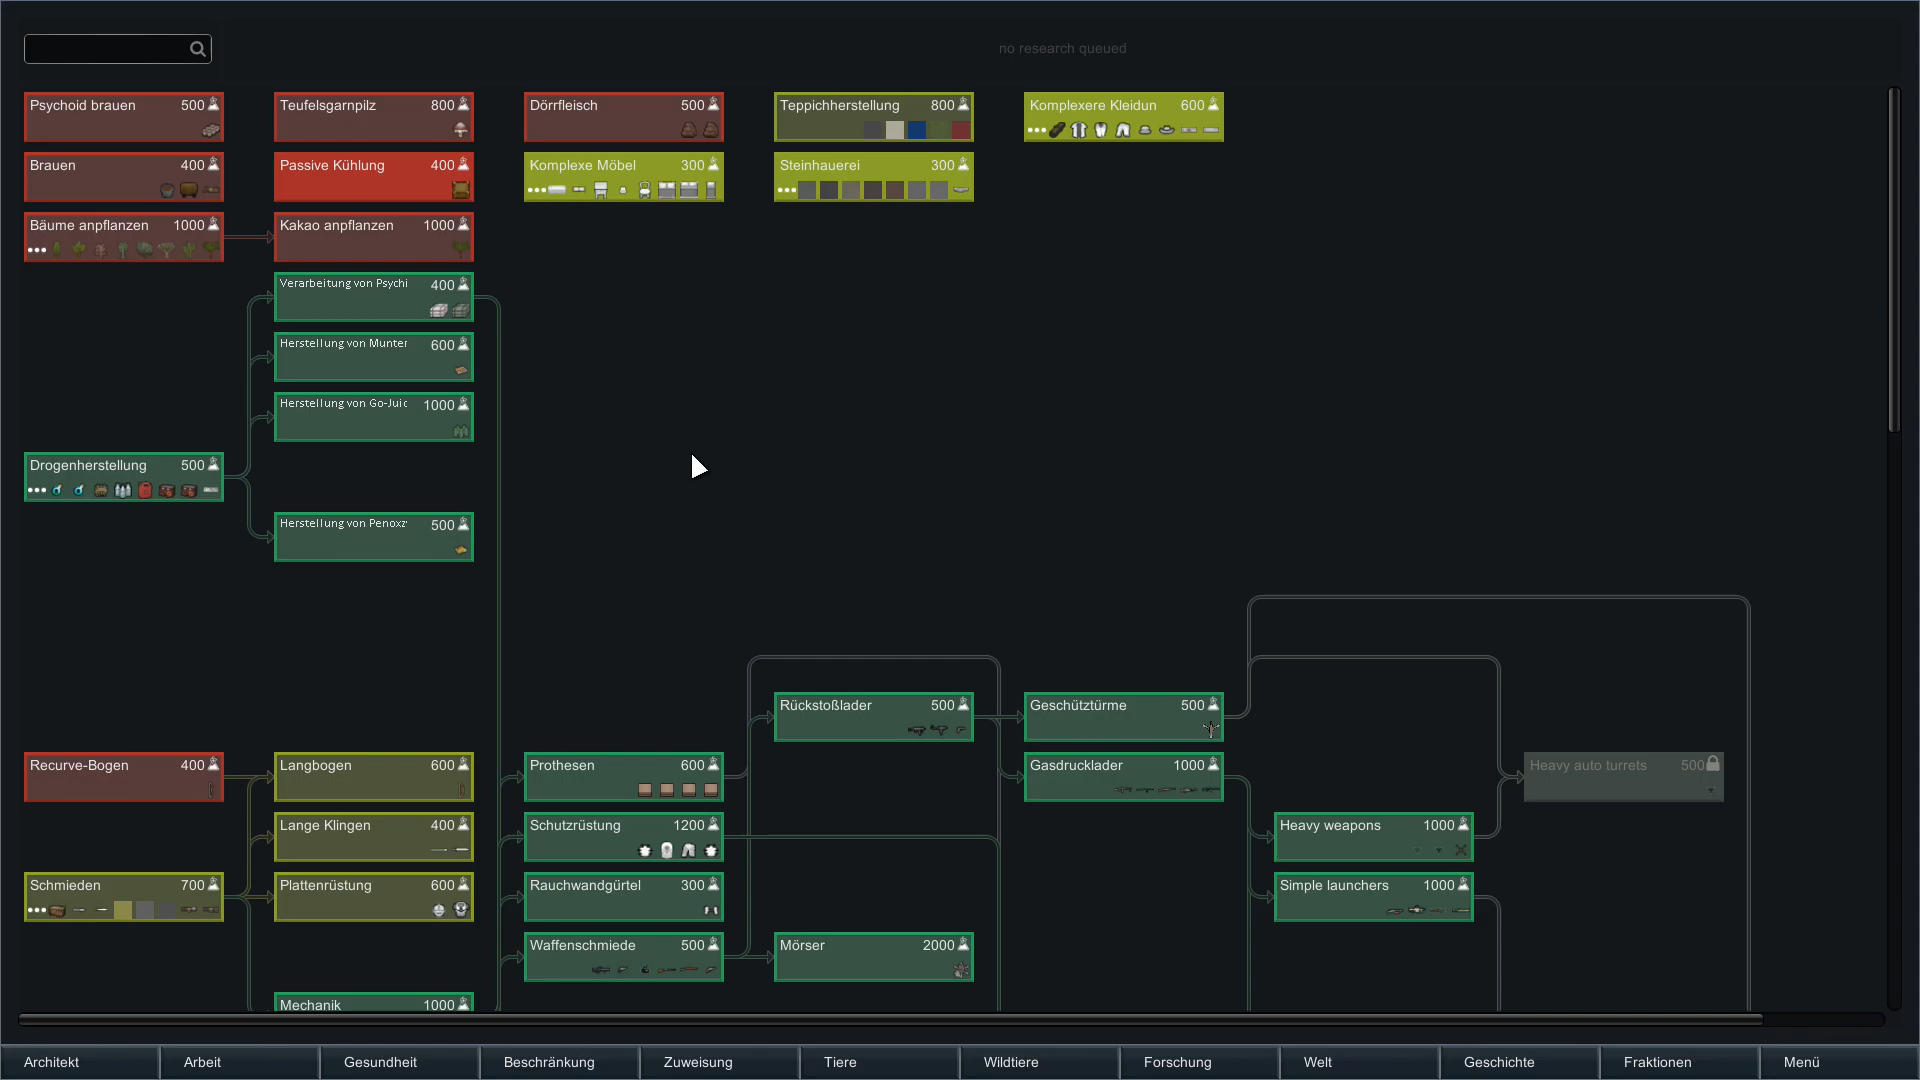 no research queued
Psychoid brauen 500
Teufelsgarnpilz 800
Dörrfleisch 500
Teppichherstellung 800
Komplexere Kleidun 600
Brauen 400
Passive Kühlung 400
Komplexe Möbel 300
Steinhauerei 300
Bäume anpflanzen 1000
Kakao anpflanzen 1000
Verarbeitung von Psychi 400
Herstellung von Munter 600
Herstellung von Go-Juic 1000
Drogenherstellung 500
Herstellung von Penoxz 500
Rückstoßlader 500
Geschütztürme 500
Recurve-Bogen 400
Langbogen 600
Prothesen 600
Gasdrucklader 1000
Heavy auto turrets 500
Lange Klingen 400
Schutzrüstung 1200
Heavy weapons 1000
Schmieden 700
Plattenrüstung 600
Rauchwandgürtel 300
Simple launchers 1000
Waffenschmiede 500
Mörser 2000
Mechanik 1000
Architekt
Arbeit
Gesundheit
Beschränkung
Zuweisung
Tiere
Wildtiere
Forschung
Welt
Geschichte
Fraktionen
Menü